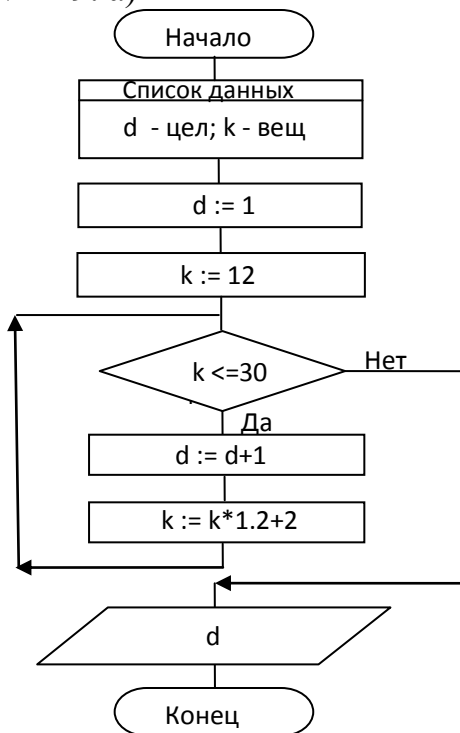 Начало
Список данных
d - цел; k - вещ
d := 1
k := 12
k <=30
Нет
Да
d := d+1
k := k*1.2+2
d
Конец